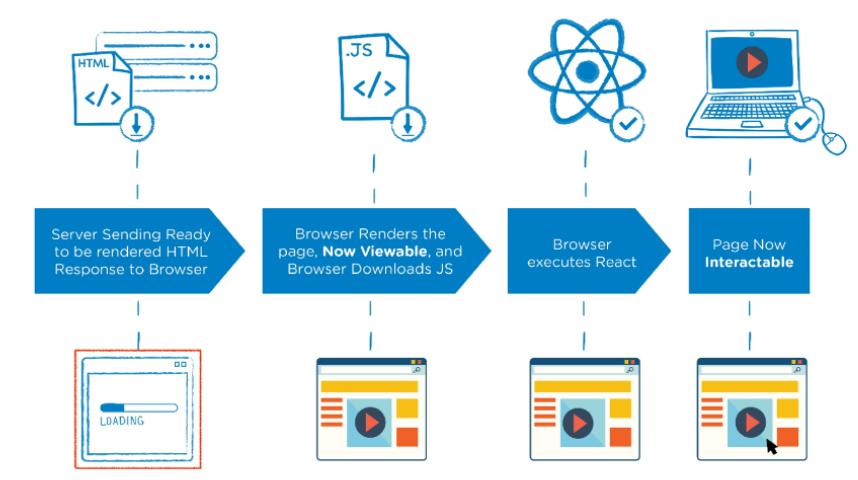 HTML
</>
.JS
</>
Server Sending Ready
to be rendered HTML
Response to Browser
Browser Renders the
page, Now Viewable, and
Browser Downloads JS
Browser
executes React
Page Now
Interactable
LOADING